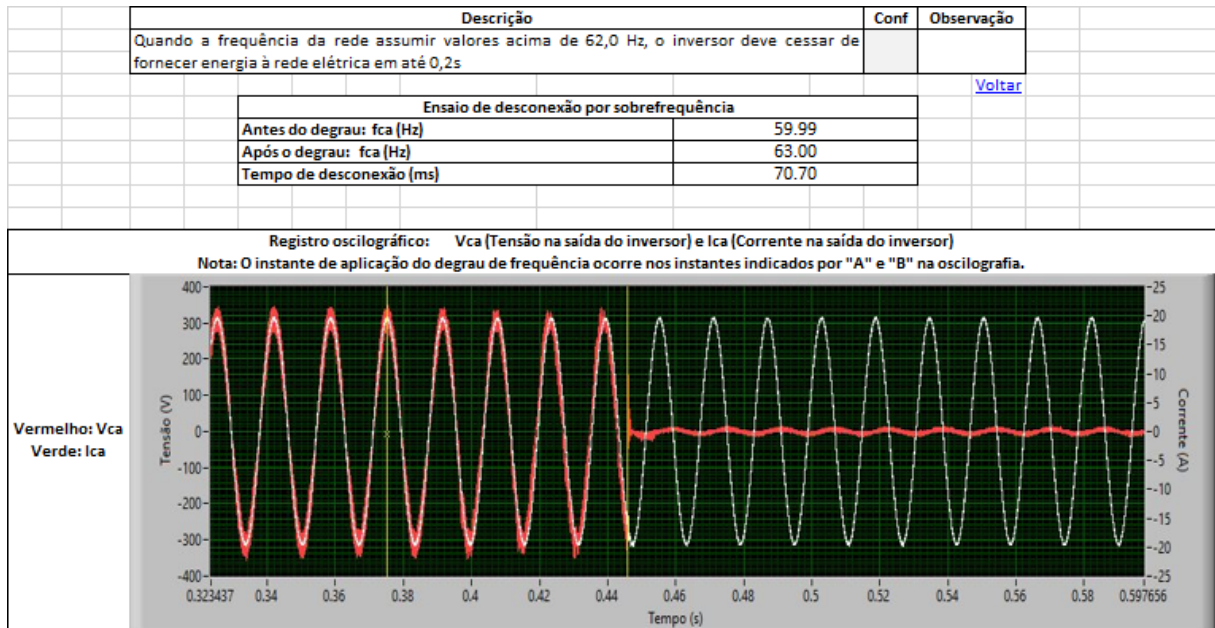 Descrição Conf Observação
Quando a frequência da rede assumir valores acima de 62,0 Hz, o inversor deve cessar de
fornecer energia à rede elétrica em até 0,2s
Voltar
Ensaio de desconexão por sobrefrequência
Antes do degrau: fca (Hz) 59.99
Após o degrau: fca (Hz) 63.00
Tempo de desconexão (ms) 70.70
Registro oscilográfico: Vca (Tensão na saída do inversor) e Ica (Corrente na saída do inversor)
Nota: O instante de aplicação do degrau de frequência ocorre nos instantes indicados por "A" e "B" na oscilografia.
Vermelho: Vca
Verde: Ica
Tensão (V)
400
300
200
100
0
-100
-200
-300
-400
25
20
15
10
5
0
-5
-10
-15
-20
-25
Corrente (A)
0.323437 0.34 0.36 0.38 0.4 0.42 0.44 0.46 0.48 0.5 0.52 0.54 0.56 0.58 0.597656
Tempo (s)